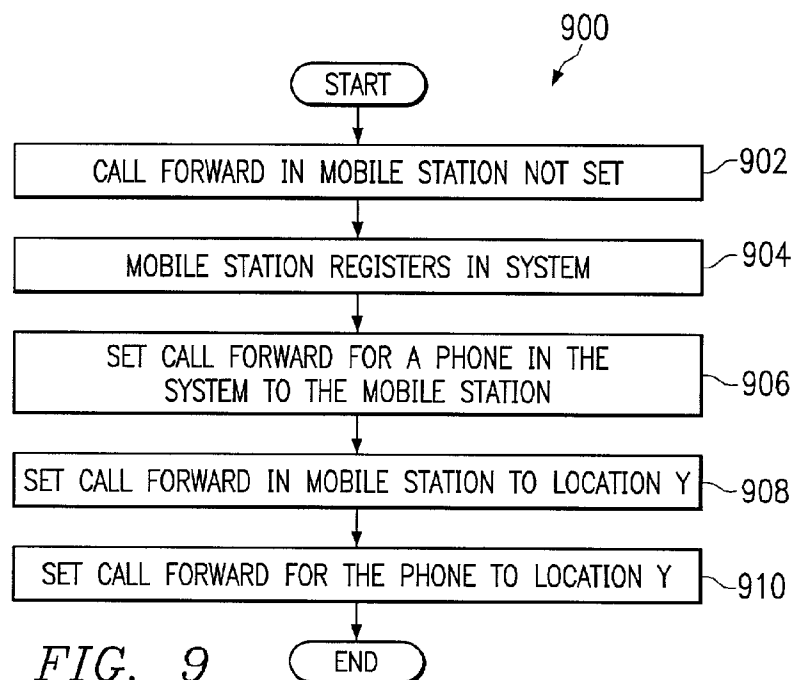 900
START
CALL FORWARD IN MOBILE STATION NOT SET
902
MOBILE STATION REGISTERS IN SYSTEM
904
SET CALL FORWARD FOR A PHONE IN THE
SYSTEM TO THE MOBILE STATION
906
SET CALL FORWARD IN MOBILE STATION TO LOCATION Y
908
SET CALL FORWARD FOR THE PHONE TO LOCATION Y
910
FIG. 9
END